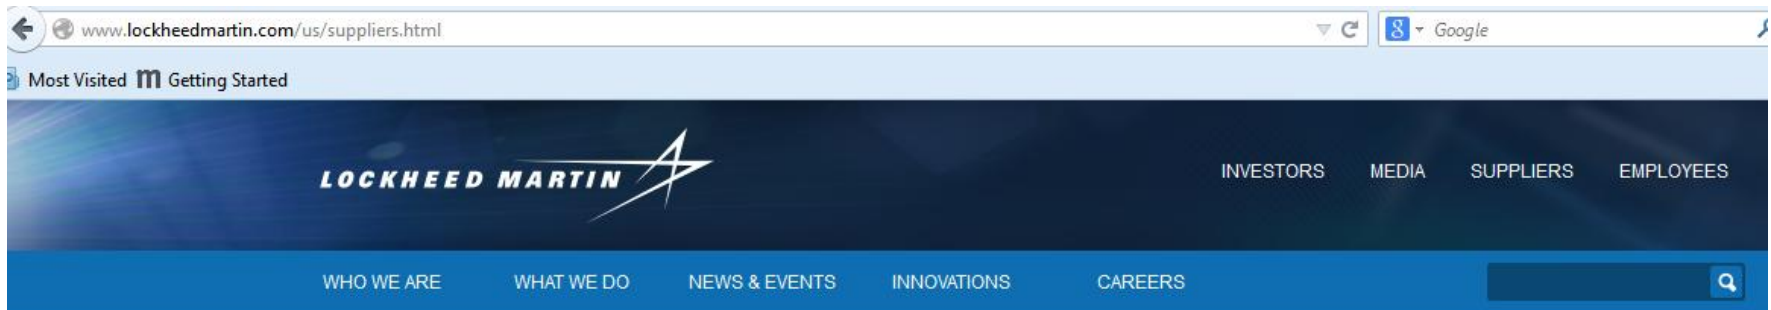 www.lockheedmartin.com/us/suppliers.html
Google
Most Visited
Getting Started
LOCKHEED MARTIN
INVESTORS MEDIA SUPPLIERS EMPLOYEES
WHO WE ARE WHAT WE DO NEWS & EVENTS INNOVATIONS CAREERS